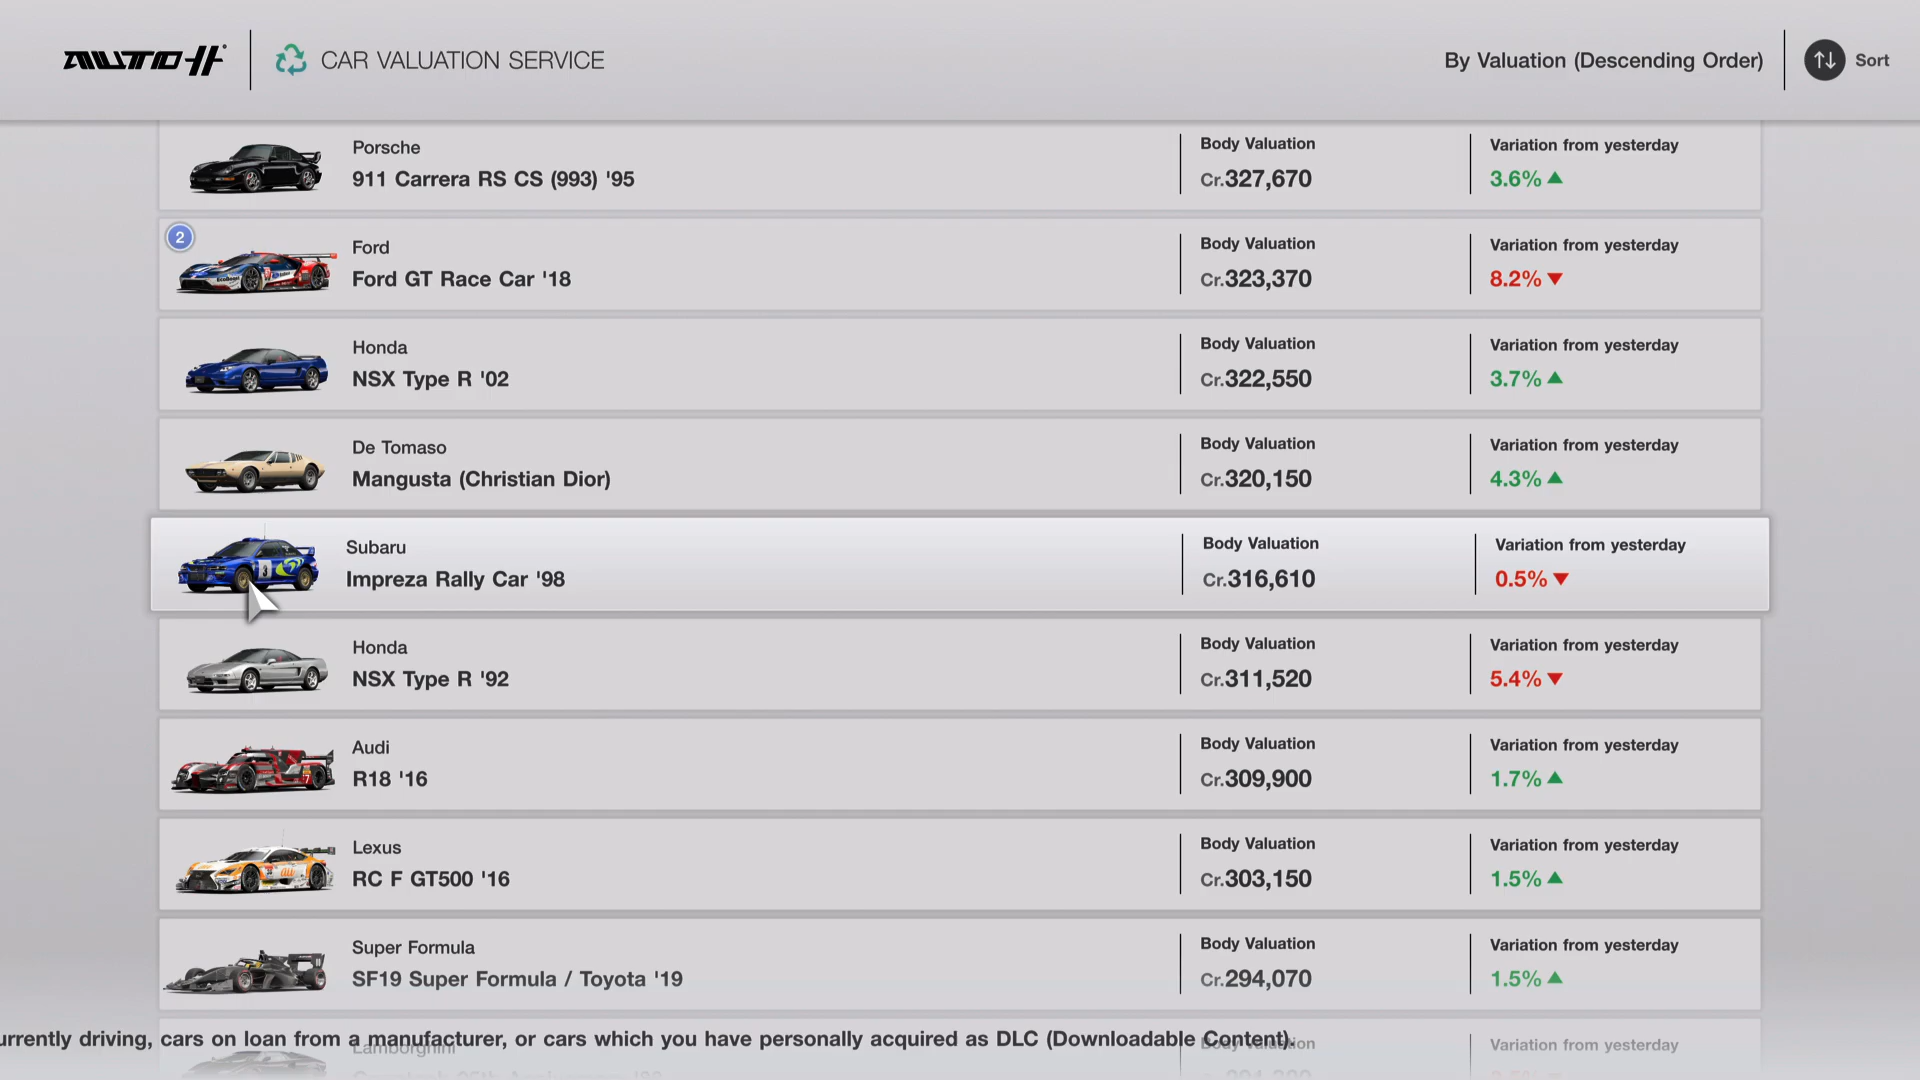 AUTO
CAR VALUATION SERVICE
By Valuation (Descending Order)
Sort
Porsche
911 Carrera RS CS (993) '95
Body Valuation
Cr.327,670
Variation from yesterday
3.6%▲
2
Ford
Ford GT Race Car '18
Body Valuation
Cr.323,370
Variation from yesterday
8.2%▼
Honda
NSX Type R '02
Body Valuation
Cr.322,550
Variation from yesterday
3.7%▲
De Tomaso
Mangusta (Christian Dior)
Body Valuation
Cr.320,150
Variation from yesterday
4.3%▲
Subaru
Impreza Rally Car '98
Body Valuation
Cr.316,610
Variation from yesterday
0.5%▼
Honda
NSX Type R '92
Body Valuation
Cr.311,520
Variation from yesterday
5.4%▼
Audi
R18 '16
Body Valuation
Cr.309,900
Variation from yesterday
1.7%▲
Lexus
RC F GT500 '16
Body Valuation
Cr.303,150
Variation from yesterday
1.5%▲
Super Formula
SF19 Super Formula / Toyota '19
Body Valuation
Cr.294,070
Variation from yesterday
1.5%▲
urrently driving, cars on loan from a manufacturer, or cars which you have personally acquired as DLC (Downloadable Content).
Lamborghini
Body Valuation
Variation from yesterday